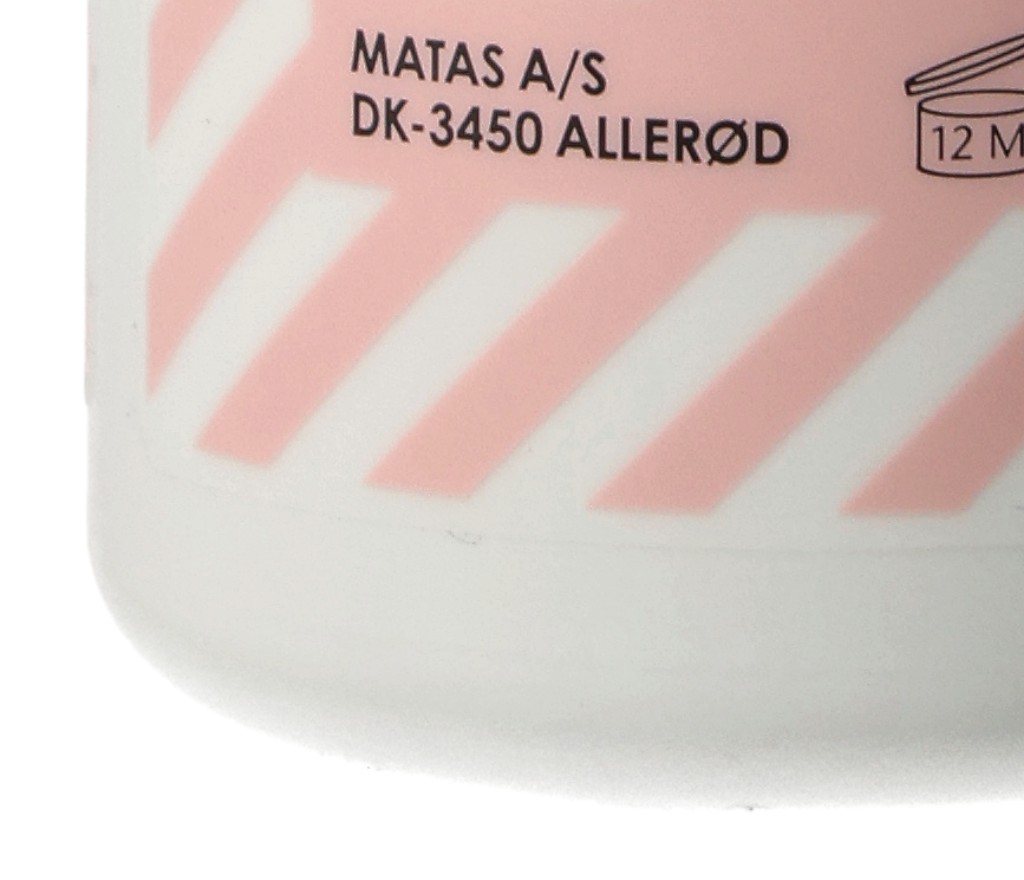 MATAS A/S
DK-3450 ALLERØD
12 M